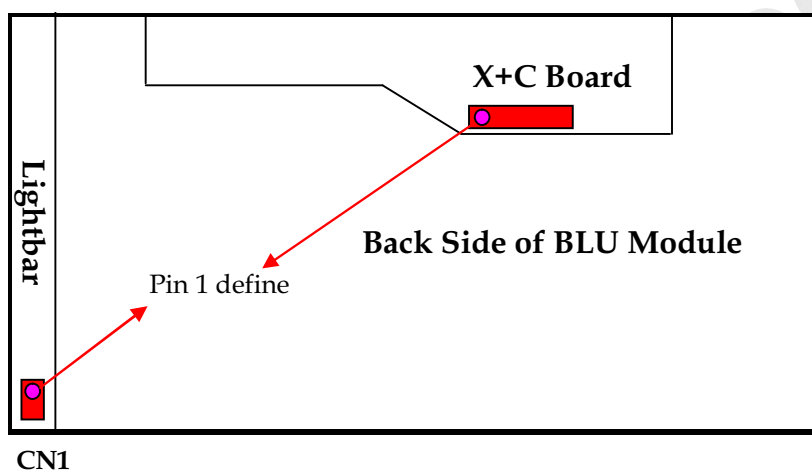 X+C Board
Lightbar
Back Side of BLU Module
Pin 1 define
CN1